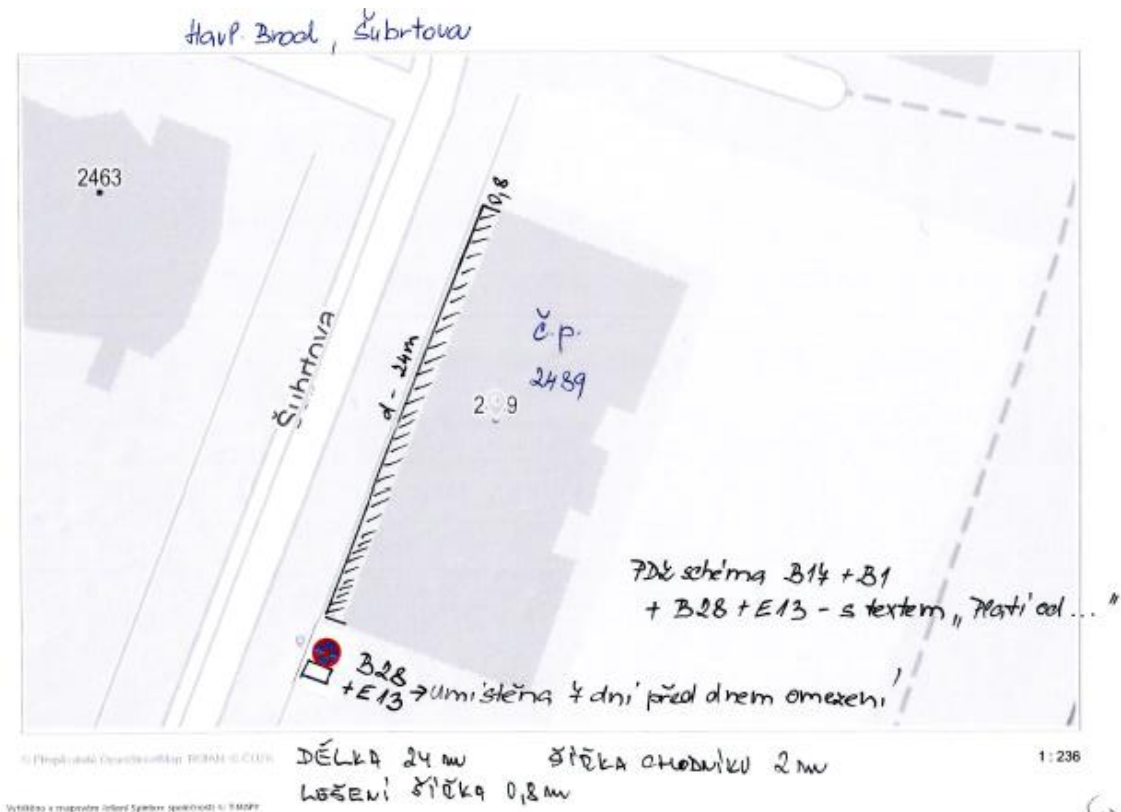 Havl. Brod, Šubrtova
2463
0,8
Šubrtova
d - 24m
č.p.
2489
PDZ schéma B17 + B1
+ B28 + E13 - s textem „Platí od ..."
B28
+ E13 → umístěna 7 dní před dnem omezení
DÉLKA 24 m ŠÍŘKA CHODNÍKU 2 m
1 : 236
LEŠENÍ ŠÍŘKA 0,8 m